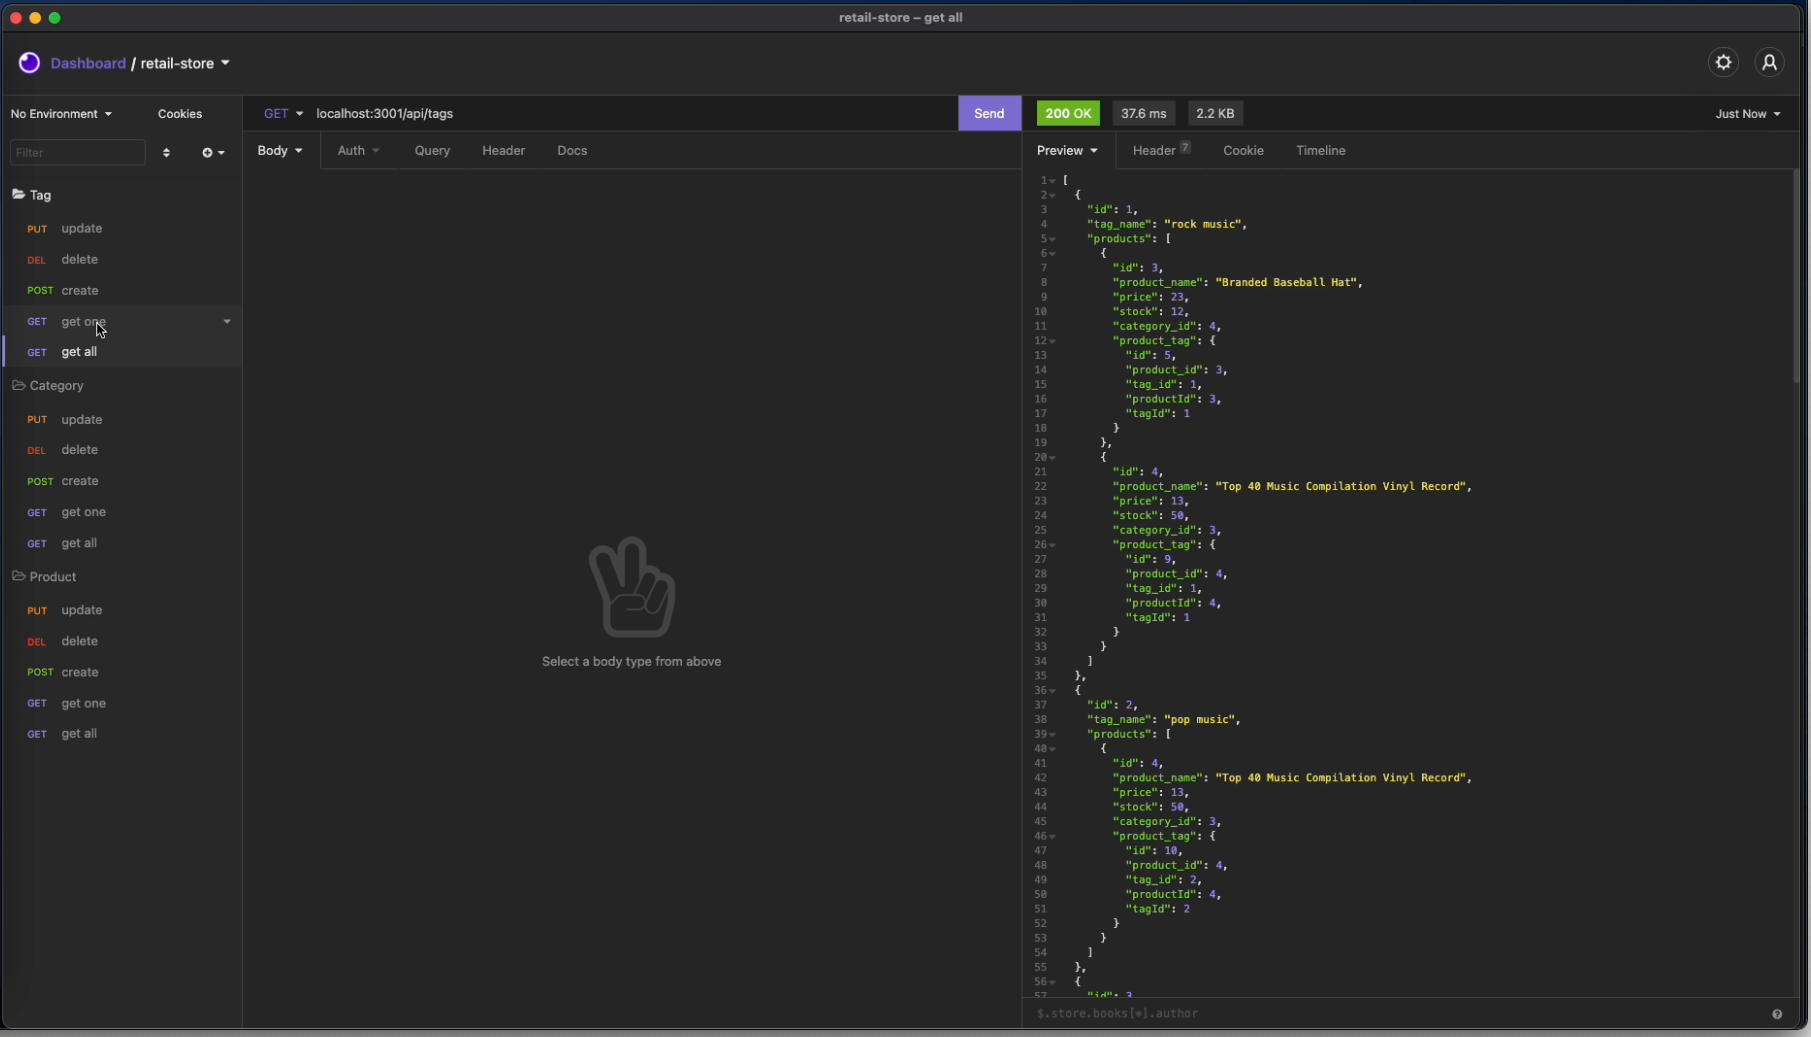 retail-store – get all
Dashboard / retail-store
No Environment
Cookies
GET
localhost:3001/api/tags
Send
200 OK
37.6 ms
2.2 KB
Just Now
Filter
Body
Auth
Query
Header
Docs
Preview
Header 7
Cookie
Timeline
Tag
PUT update
DEL delete
POST create
GET get one
GET get all
Category
PUT update
DEL delete
POST create
GET get one
GET get all
Product
PUT update
DEL delete
POST create
GET get one
GET get all
Select a body type from above
1 [
2 {
3 "id": 1,
4 "tag_name": "rock music",
5 "products": [
6 {
7 "id": 3,
8 "product_name": "Branded Baseball Hat",
9 "price": 23,
10 "stock": 12,
11 "category_id": 4,
12 "product_tag": {
13 "id": 5,
14 "product_id": 3,
15 "tag_id": 1,
16 "productId": 3,
17 "tagId": 1
18 }
19 },
20 {
21 "id": 4,
22 "product_name": "Top 40 Music Compilation Vinyl Record",
23 "price": 13,
24 "stock": 50,
25 "category_id": 3,
26 "product_tag": {
27 "id": 9,
28 "product_id": 4,
29 "tag_id": 1,
30 "productId": 4,
31 "tagId": 1
32 }
33 }
34 ]
35 },
36 {
37 "id": 2,
38 "tag_name": "pop music",
39 "products": [
40 {
41 "id": 4,
42 "product_name": "Top 40 Music Compilation Vinyl Record",
43 "price": 13,
44 "stock": 50,
45 "category_id": 3,
46 "product_tag": {
47 "id": 10,
48 "product_id": 4,
49 "tag_id": 2,
50 "productId": 4,
51 "tagId": 2
52 }
53 }
54 ]
55 },
56 {
57 "id": 3
$.store.books[*].author